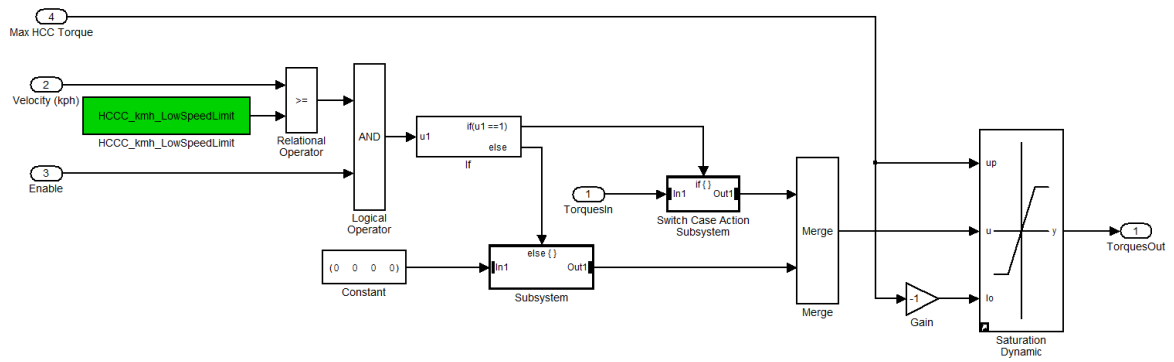 4
Max HCC Torque
2
Velocity (kph)
HCCC_kmh_LowSpeedLimit
HCCC_kmh_LowSpeedLimit
>=
Relational
Operator
3
Enable
AND
Logical
Operator
u1
if(u1 ==1)
else
If
1
TorquesIn
if { }
In1
Out1
Switch Case Action
Subsystem
(0 0 0 0)
Constant
else { }
In1
Out1
Subsystem
Merge
Merge
-1
Gain
up
u
lo
y
Saturation
Dynamic
1
TorquesOut